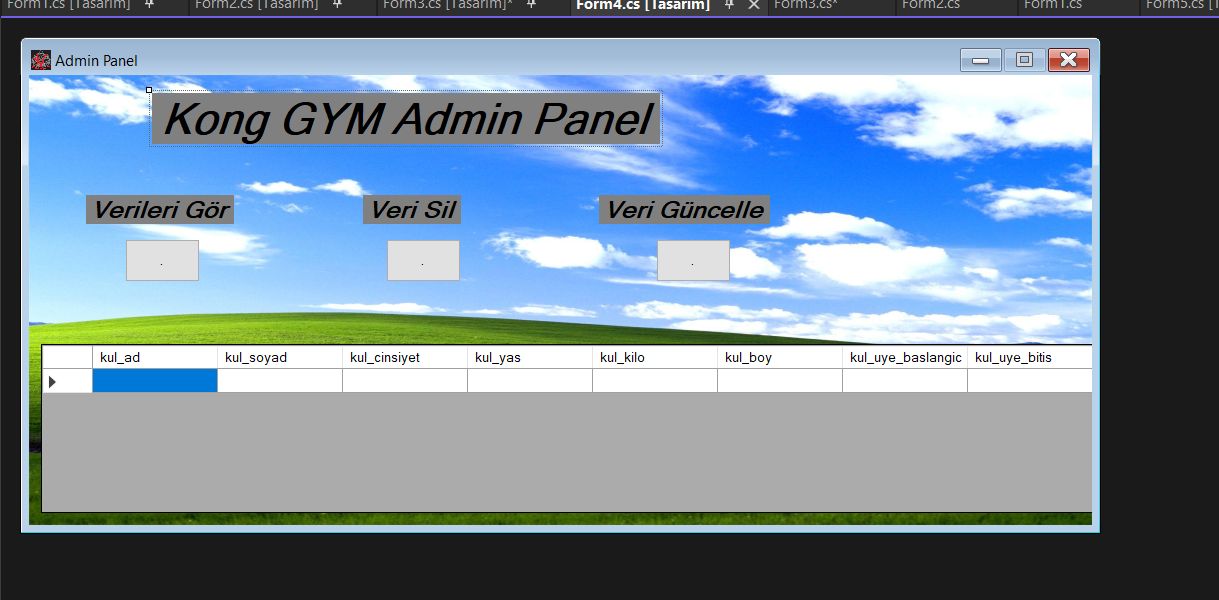 Form1.cs [Tasarım] Form2.cs [Tasarım] Form3.cs [Tasarım]* Form4.cs [Tasarım] Form3.cs* Form2.cs Form1.cs Form5.cs [T
Admin Panel
Kong GYM Admin Panel
Verileri Gör Veri Sil Veri Güncelle
. . .
kul_ad kul_soyad kul_cinsiyet kul_yas kul_kilo kul_boy kul_uye_baslangic kul_uye_bitis